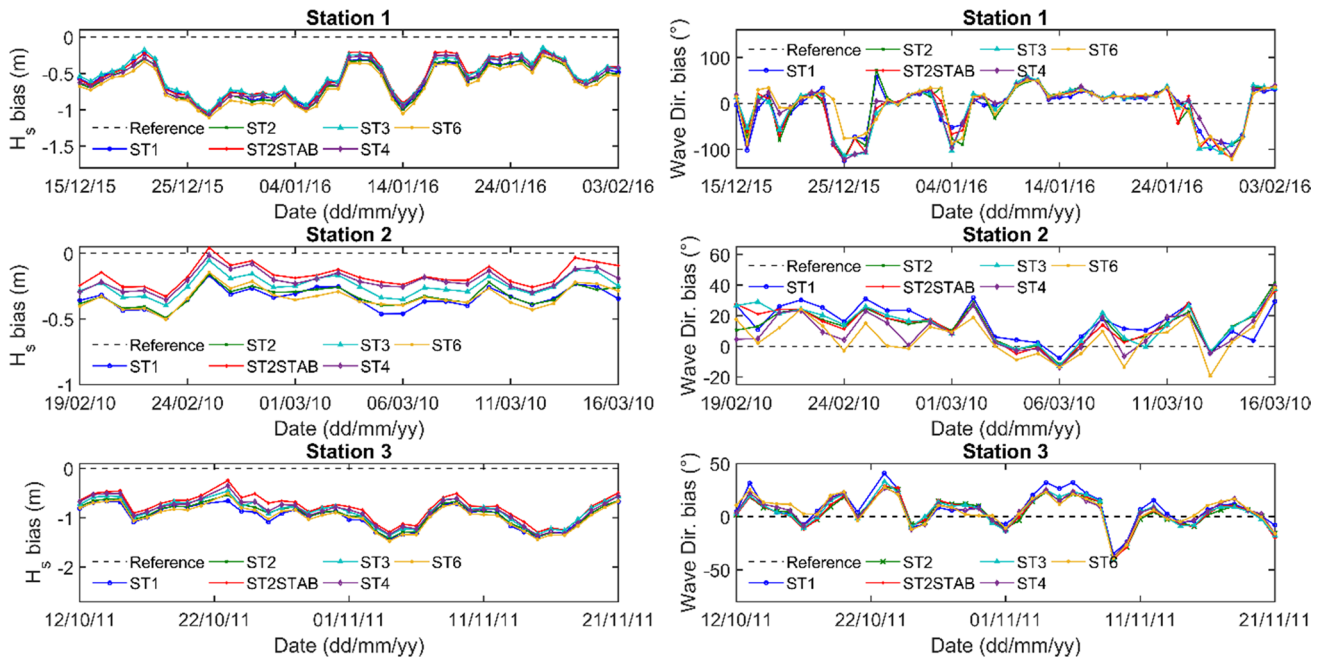 Station 1
H_s bias (m)
0
-0.5
-1
-1.5
Reference ST2 ST3 ST6
ST1 ST2STAB ST4
15/12/15 25/12/15 04/01/16 14/01/16 24/01/16 03/02/16
Date (dd/mm/yy)
Station 1
Wave Dir. bias (°)
100
0
-100
Reference ST2 ST3 ST6
ST1 ST2STAB ST4
15/12/15 25/12/15 04/01/16 14/01/16 24/01/16 03/02/16
Date (dd/mm/yy)
Station 2
H_s bias (m)
0
-0.5
-1
Reference ST2 ST3 ST6
ST1 ST2STAB ST4
19/02/10 24/02/10 01/03/10 06/03/10 11/03/10 16/03/10
Date (dd/mm/yy)
Station 2
Wave Dir. bias (°)
60
40
20
0
-20
Reference ST2 ST3 ST6
ST1 ST2STAB ST4
19/02/10 24/02/10 01/03/10 06/03/10 11/03/10 16/03/10
Date (dd/mm/yy)
Station 3
H_s bias (m)
0
-1
-2
Reference ST2 ST3 ST6
ST1 ST2STAB ST4
12/10/11 22/10/11 01/11/11 11/11/11 21/11/11
Date (dd/mm/yy)
Station 3
Wave Dir. bias (°)
50
0
-50
Reference ST2 ST3 ST6
ST1 ST2STAB ST4
12/10/11 22/10/11 01/11/11 11/11/11 21/11/11
Date (dd/mm/yy)